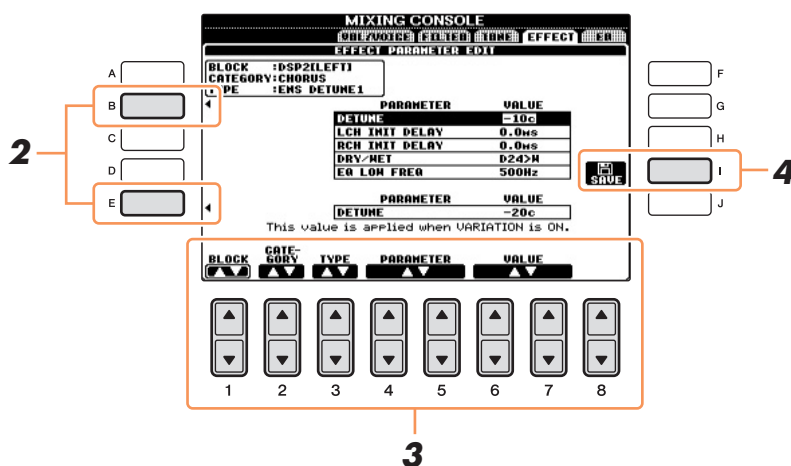 MIXING CONSOLE
VOL/VOICE FILTER TUNE EFFECT EQ
EFFECT PARAMETER EDIT
BLOCK :DSP2[LEFT]
CATEGORY:CHORUS
TYPE :ENS DETUNE1
PARAMETER VALUE
DETUNE -10c
LCH INIT DELAY 0.0ms
RCH INIT DELAY 0.0ms
DRY/WET D24>W
EQ LOW FREQ 500Hz
SAVE
PARAMETER VALUE
DETUNE -20c
This value is applied when VARIATION is ON.
BLOCK CATE-GORY TYPE PARAMETER VALUE
A
B
C
D
E
F
G
H
I
J
2
4
1 2 3 4 5 6 7 8
3